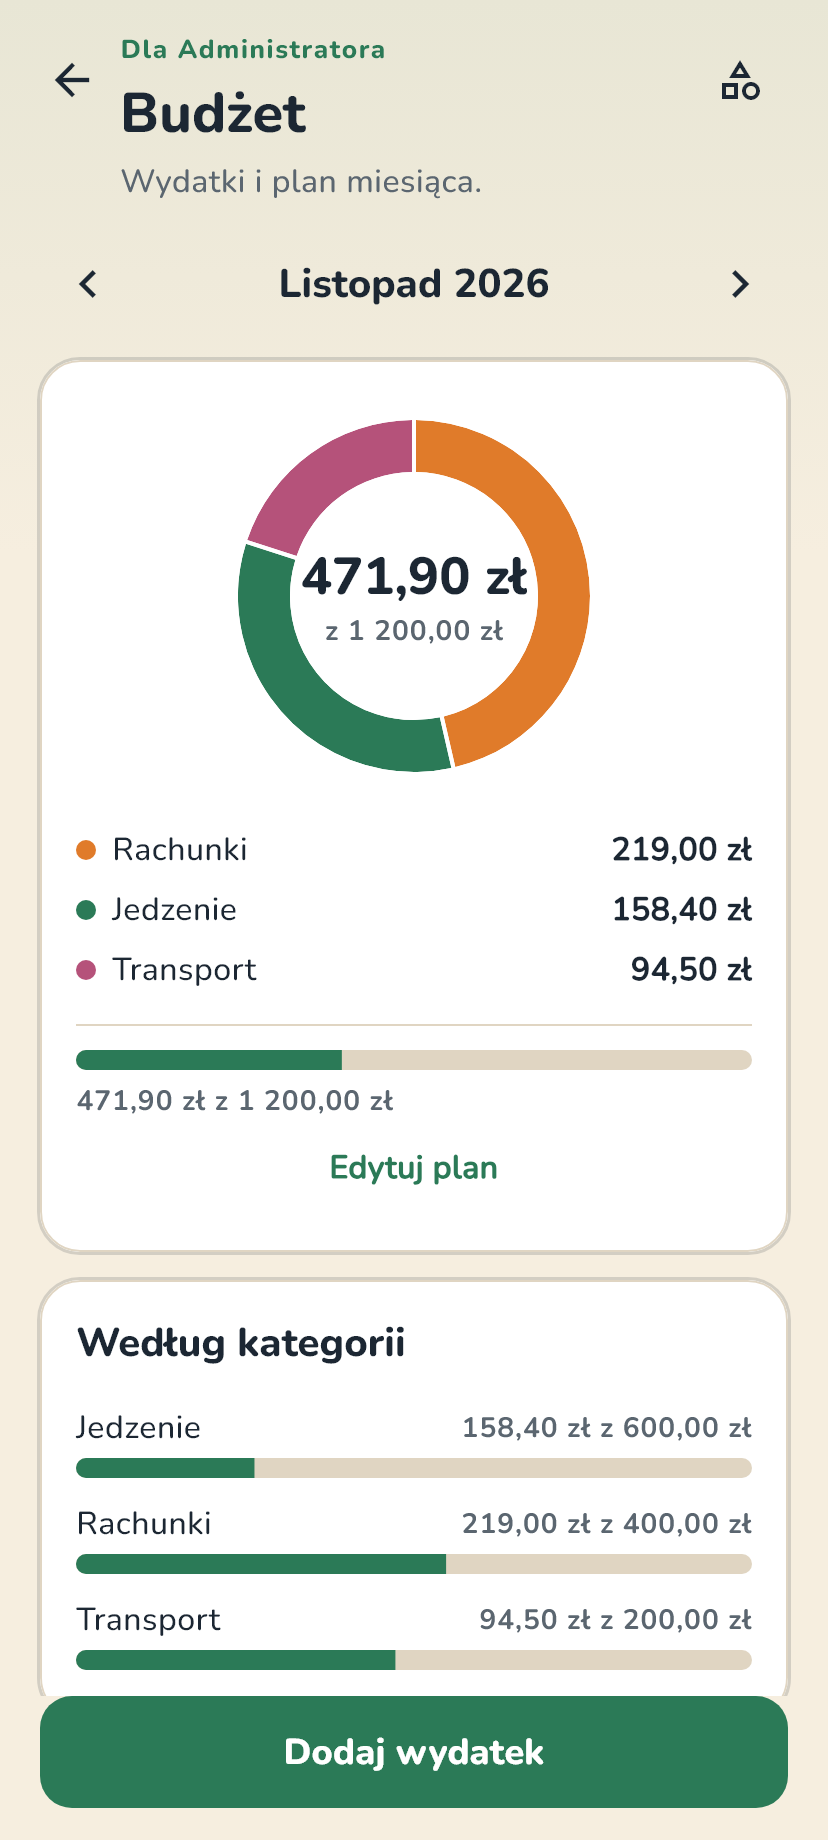 Dla Administratora
Budżet
Wydatki i plan miesiąca.
Listopad 2026
471,90 zł
z 1 200,00 zł
Rachunki 219,00 zł
Jedzenie 158,40 zł
Transport 94,50 zł
471,90 zł z 1 200,00 zł
Edytuj plan
Według kategorii
Jedzenie 158,40 zł z 600,00 zł
Rachunki 219,00 zł z 400,00 zł
Transport 94,50 zł z 200,00 zł
Dodaj wydatek